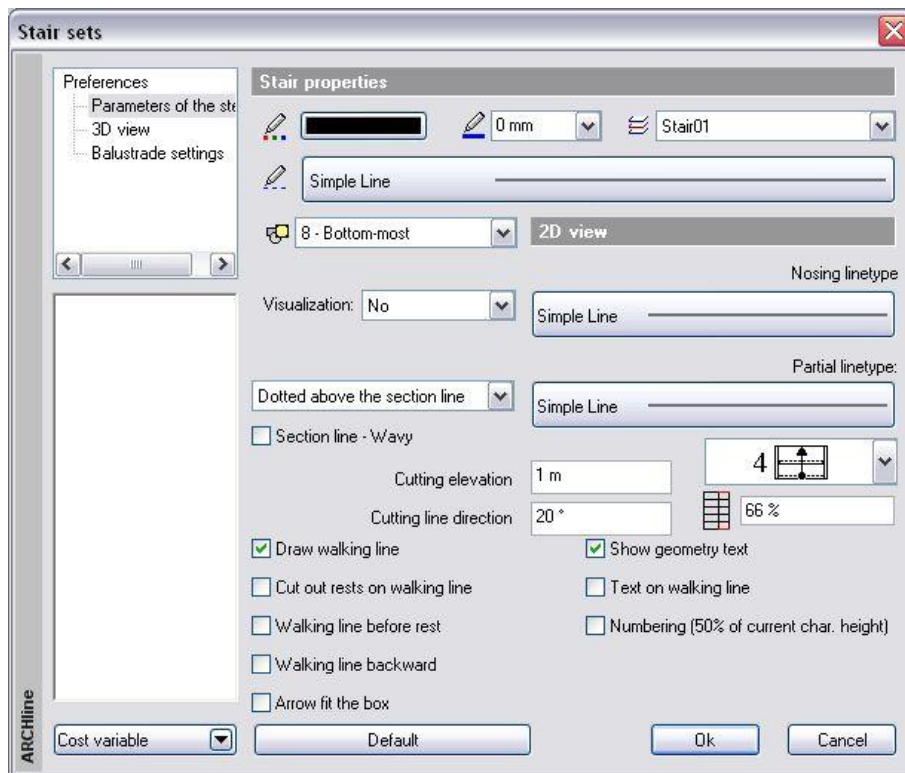 Stair sets
Preferences
Parameters of the ste
3D view
Balustrade settings
Stair properties
0 mm
Stair01
Simple Line
8 - Bottom-most
2D view
Nosing linetype
Visualization: No
Simple Line
Partial linetype:
Dotted above the section line
Simple Line
Section line - Wavy
4
Cutting elevation
1 m
Cutting line direction
20 °
66 %
Draw walking line
Show geometry text
Cut out rests on walking line
Text on walking line
Walking line before rest
Numbering (50% of current char. height)
Walking line backward
Arrow fit the box
ARCHline
Cost variable
Default
Ok
Cancel